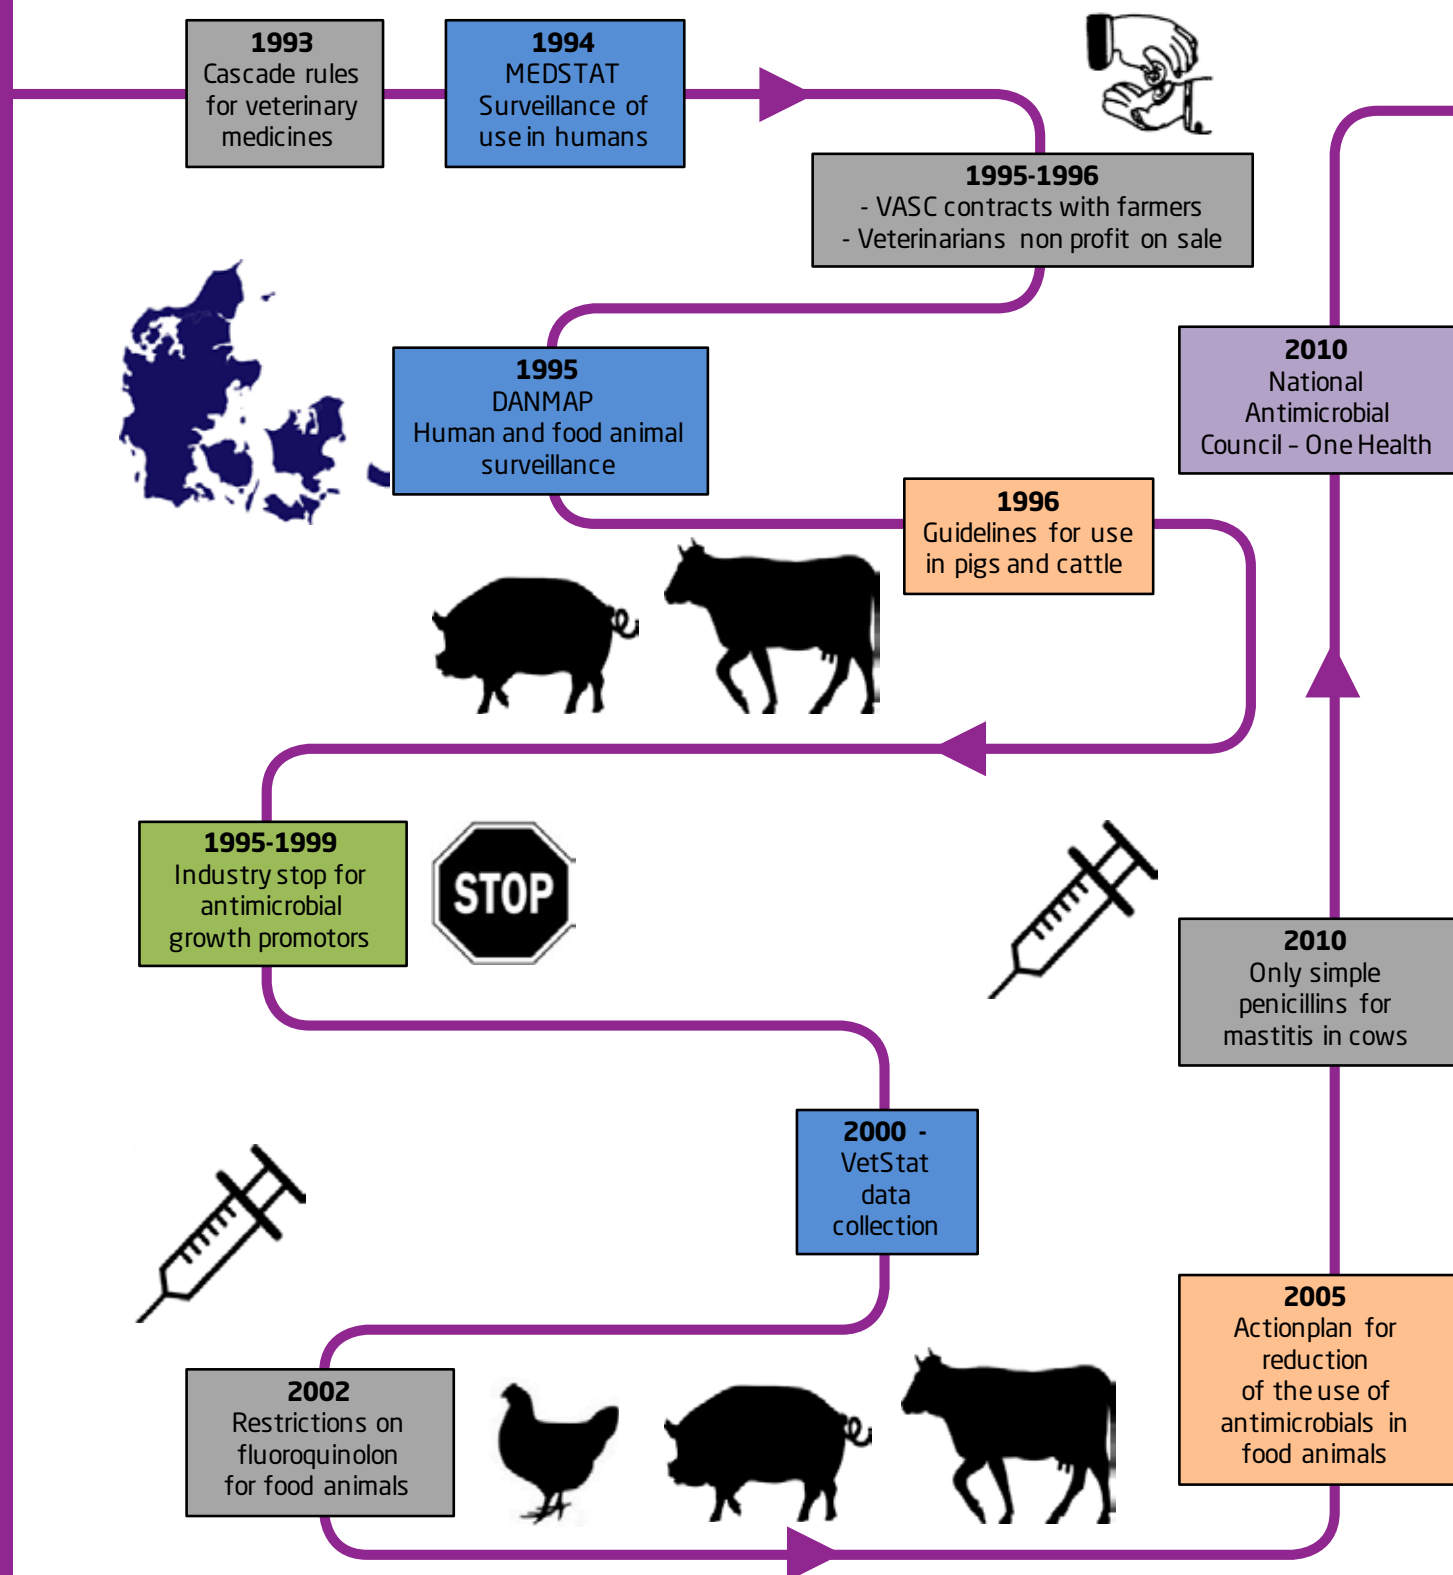 1993
Cascade rules
for veterinary
medicines
1994
MEDSTAT
Surveillance of
use in humans
1995-1996
- VASC contracts with farmers
- Veterinarians non profit on sale
1995
DANMAP
Human and food animal
surveillance
1996
Guidelines for use
in pigs and cattle
1995-1999
Industry stop for
antimicrobial
growth promotors
STOP
2000 -
VetStat
data
collection
2002
Restrictions on
fluoroquinolon
for food animals
2005
Actionplan for
reduction
of the use of
antimicrobials in
food animals
2010
Only simple
penicillins for
mastitis in cows
2010
National
Antimicrobial
Council - One Health